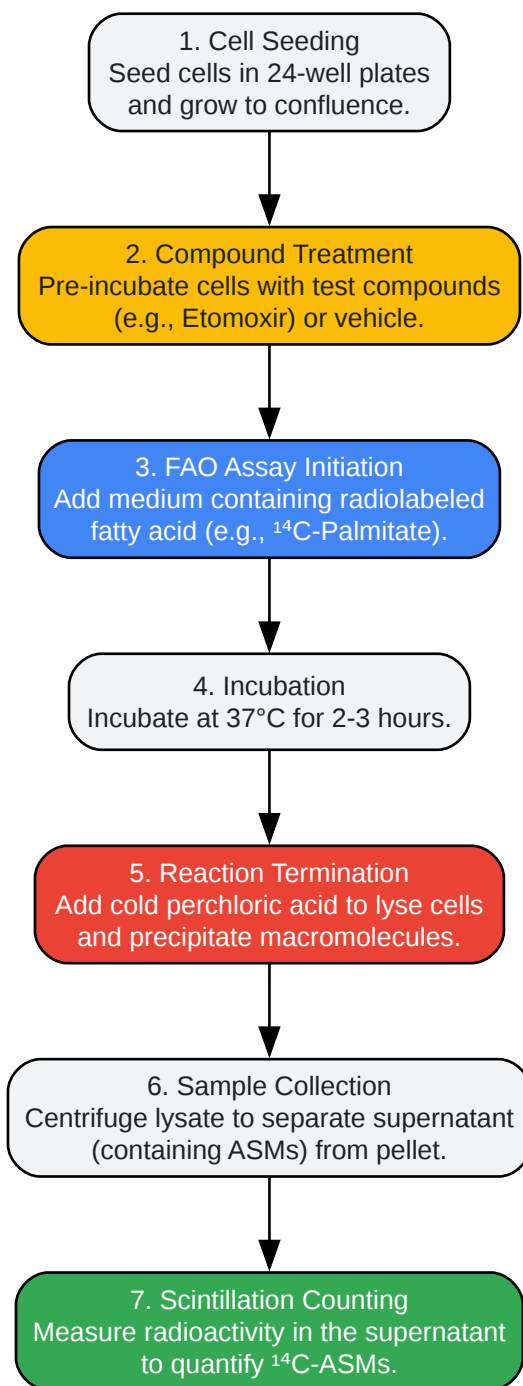 1. Cell Seeding
Seed cells in 24-well plates
and grow to confluence.
2. Compound Treatment
Pre-incubate cells with test compounds
(e.g., Etomoxir) or vehicle.
3. FAO Assay Initiation
Add medium containing radiolabeled
fatty acid (e.g., ¹⁴C-Palmitate).
4. Incubation
Incubate at 37°C for 2-3 hours.
5. Reaction Termination
Add cold perchloric acid to lyse cells
and precipitate macromolecules.
6. Sample Collection
Centrifuge lysate to separate supernatant
(containing ASMs) from pellet.
7. Scintillation Counting
Measure radioactivity in the supernatant
to quantify ¹⁴C-ASMs.